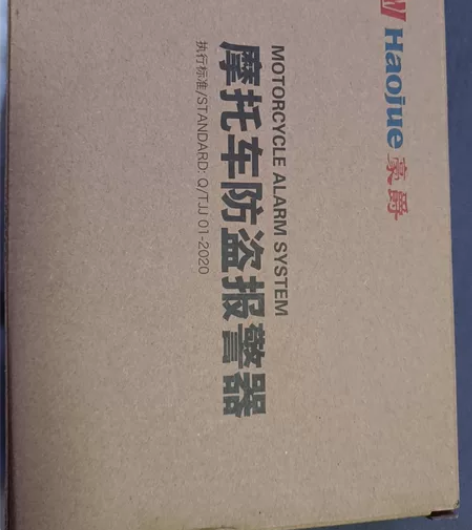 Haojue 豪爵
MOTORCYCLE ALARM SYSTEM
摩托车防盗报警器
执行标准/STANDARD: Q/TJJ 01-2020